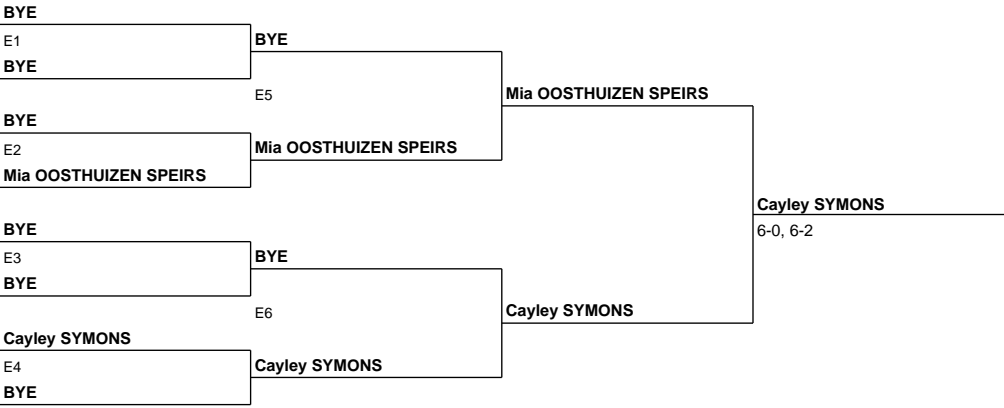 BYE
E1
BYE
BYE
E5
Mia OOSTHUIZEN SPEIRS
BYE
E2
Mia OOSTHUIZEN SPEIRS
Mia OOSTHUIZEN SPEIRS
Cayley SYMONS
6-0, 6-2
BYE
E3
BYE
BYE
E6
Cayley SYMONS
Cayley SYMONS
E4
Cayley SYMONS
BYE